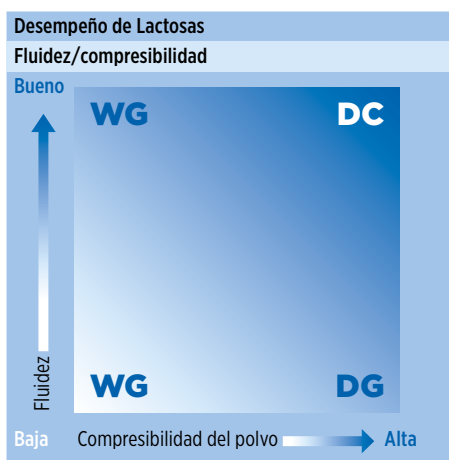 Desempeño de Lactosas
Fluidez/compresibilidad
Bueno
WG DC
Fluidez
WG DG
Baja Compresibilidad del polvo Alta